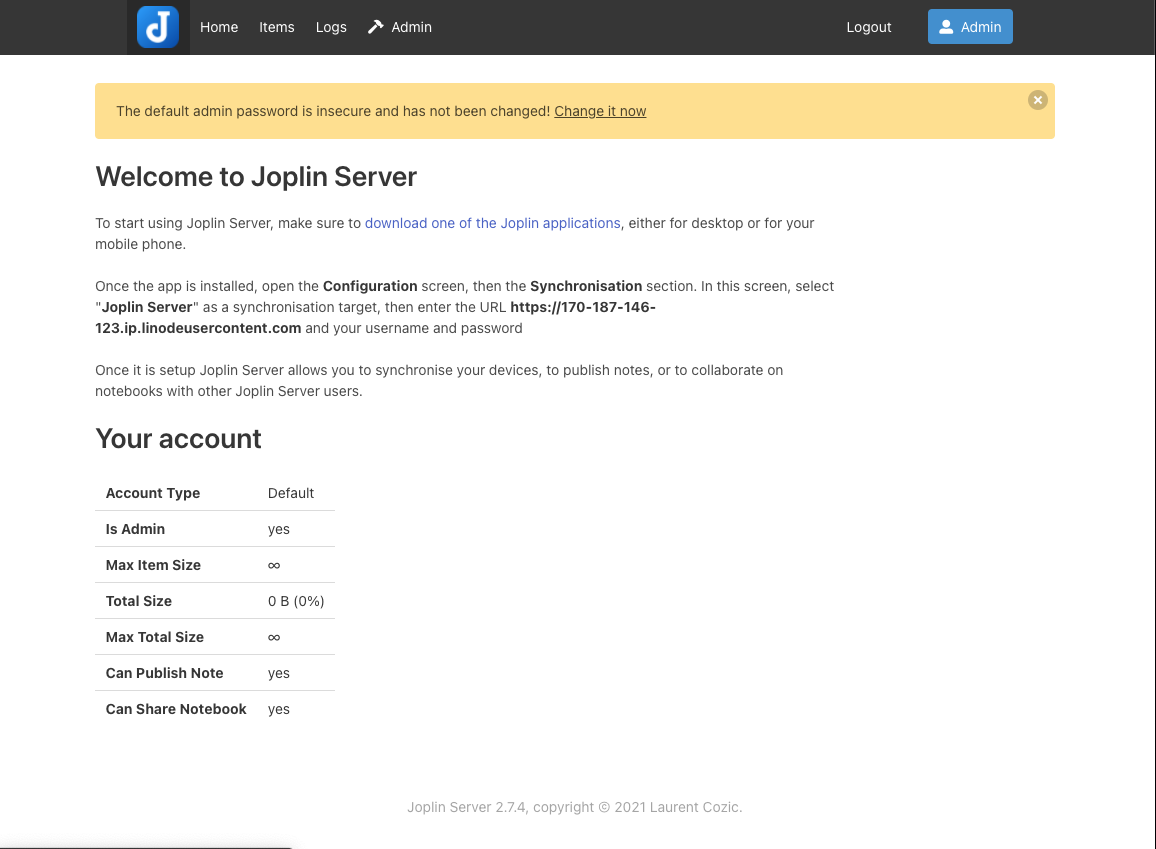 Home Items Logs Admin Logout Admin
The default admin password is insecure and has not been changed! Change it now
Welcome to Joplin Server
To start using Joplin Server, make sure to download one of the Joplin applications, either for desktop or for your
mobile phone.
Once the app is installed, open the Configuration screen, then the Synchronisation section. In this screen, select
"Joplin Server" as a synchronisation target, then enter the URL https://170-187-146-
123.ip.linodeusercontent.com and your username and password
Once it is setup Joplin Server allows you to synchronise your devices, to publish notes, or to collaborate on
notebooks with other Joplin Server users.
Your account
Account Type Default
Is Admin yes
Max Item Size ∞
Total Size 0 B (0%)
Max Total Size ∞
Can Publish Note yes
Can Share Notebook yes
Joplin Server 2.7.4, copyright © 2021 Laurent Cozic.